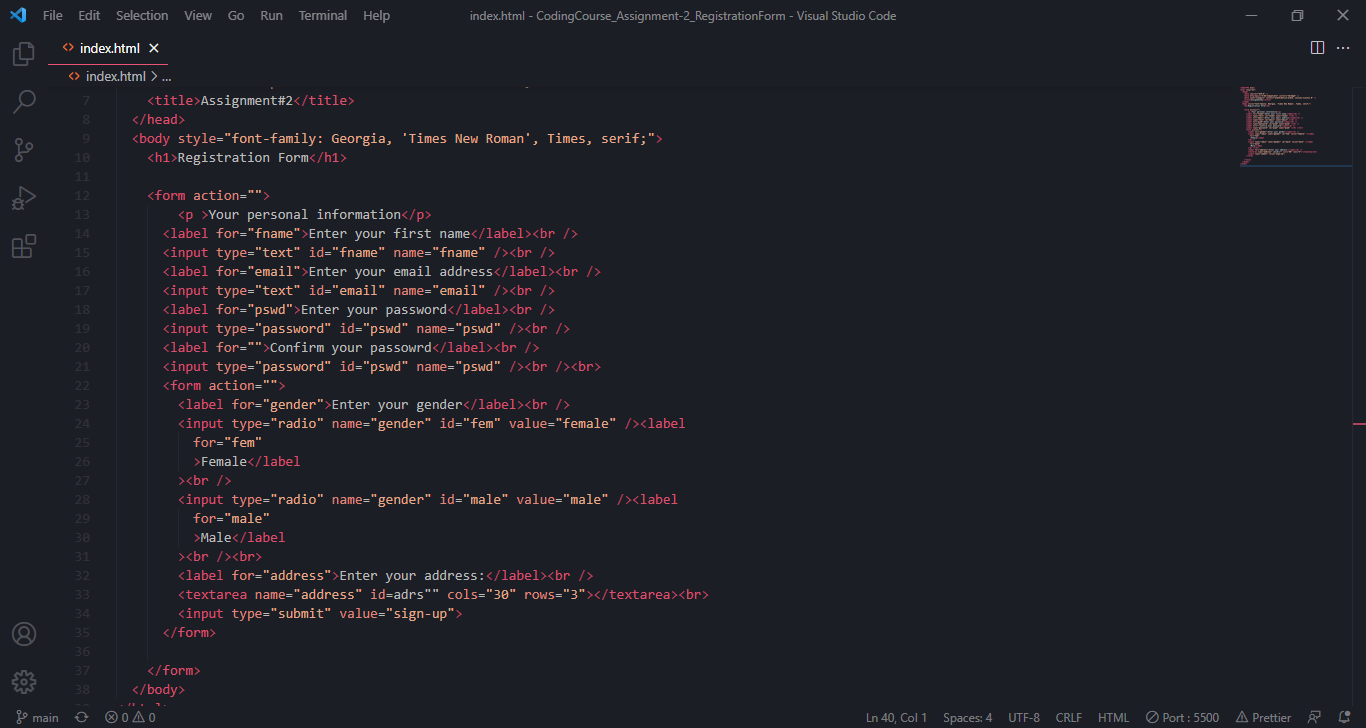 File Edit Selection View Go Run Terminal Help index.html - CodingCourse_Assignment-2_RegistrationForm - Visual Studio Code
<> index.html
<> index.html > ...
7 <title>Assignment#2</title>
8 </head>
9 <body style="font-family: Georgia, 'Times New Roman', Times, serif;">
10 <h1>Registration Form</h1>
11
12 <form action="">
13 <p >Your personal information</p>
14 <label for="fname">Enter your first name</label><br />
15 <input type="text" id="fname" name="fname" /><br />
16 <label for="email">Enter your email address</label><br />
17 <input type="text" id="email" name="email" /><br />
18 <label for="pswd">Enter your password</label><br />
19 <input type="password" id="pswd" name="pswd" /><br />
20 <label for="">Confirm your passowrd</label><br />
21 <input type="password" id="pswd" name="pswd" /><br /><br>
22 <form action="">
23 <label for="gender">Enter your gender</label><br />
24 <input type="radio" name="gender" id="fem" value="female" /><label
25 for="fem"
26 >Female</label
27 ><br />
28 <input type="radio" name="gender" id="male" value="male" /><label
29 for="male"
30 >Male</label
31 ><br /><br>
32 <label for="address">Enter your address:</label><br />
33 <textarea name="address" id=adrs"" cols="30" rows="3"></textarea><br>
34 <input type="submit" value="sign-up">
35 </form>
36
37 </form>
38 </body>
main 0 0 Ln 40, Col 1 Spaces: 4 UTF-8 CRLF HTML Port : 5500 Prettier